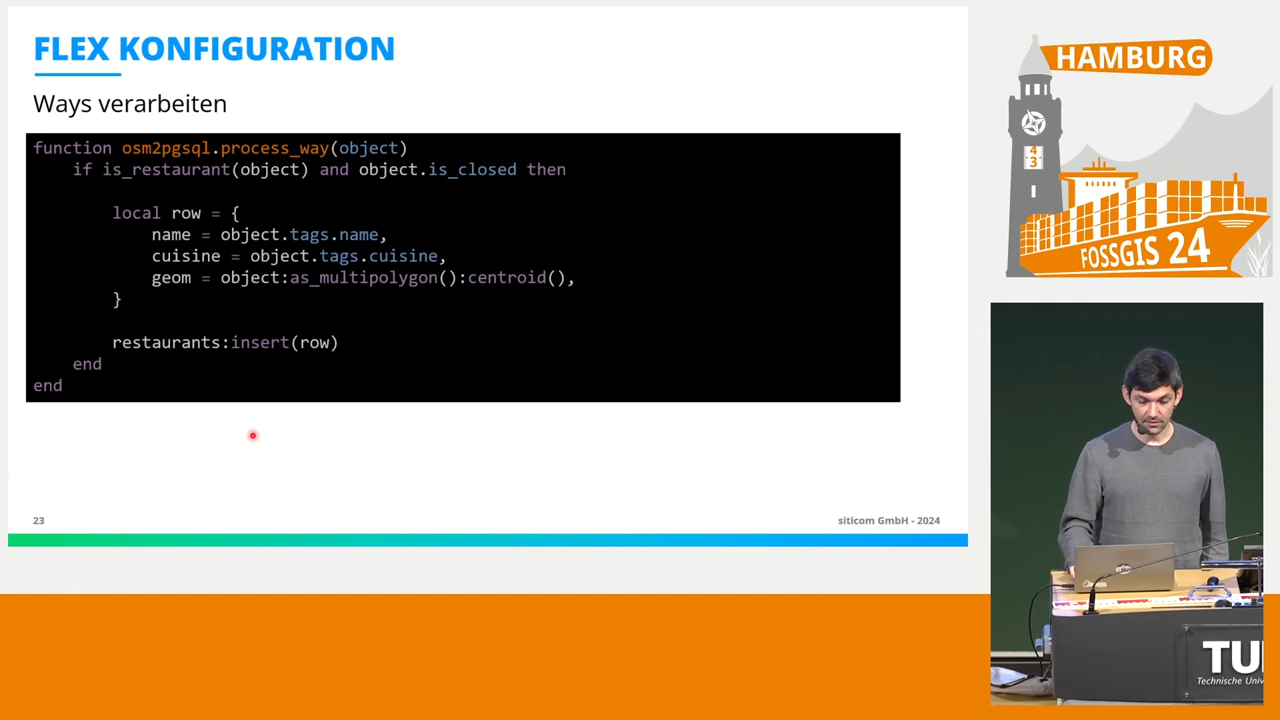 FLEX KONFIGURATION
Ways verarbeiten
function osm2pgsql.process_way(object)
    if is_restaurant(object) and object.is_closed then
        local row = {
            name = object.tags.name,
            cuisine = object.tags.cuisine,
            geom = object:as_multipolygon():centroid(),
        }
        restaurants:insert(row)
    end
end
23
siticom GmbH - 2024
HAMBURG
4
3
FOSSGIS 24
TU
Technische Univ